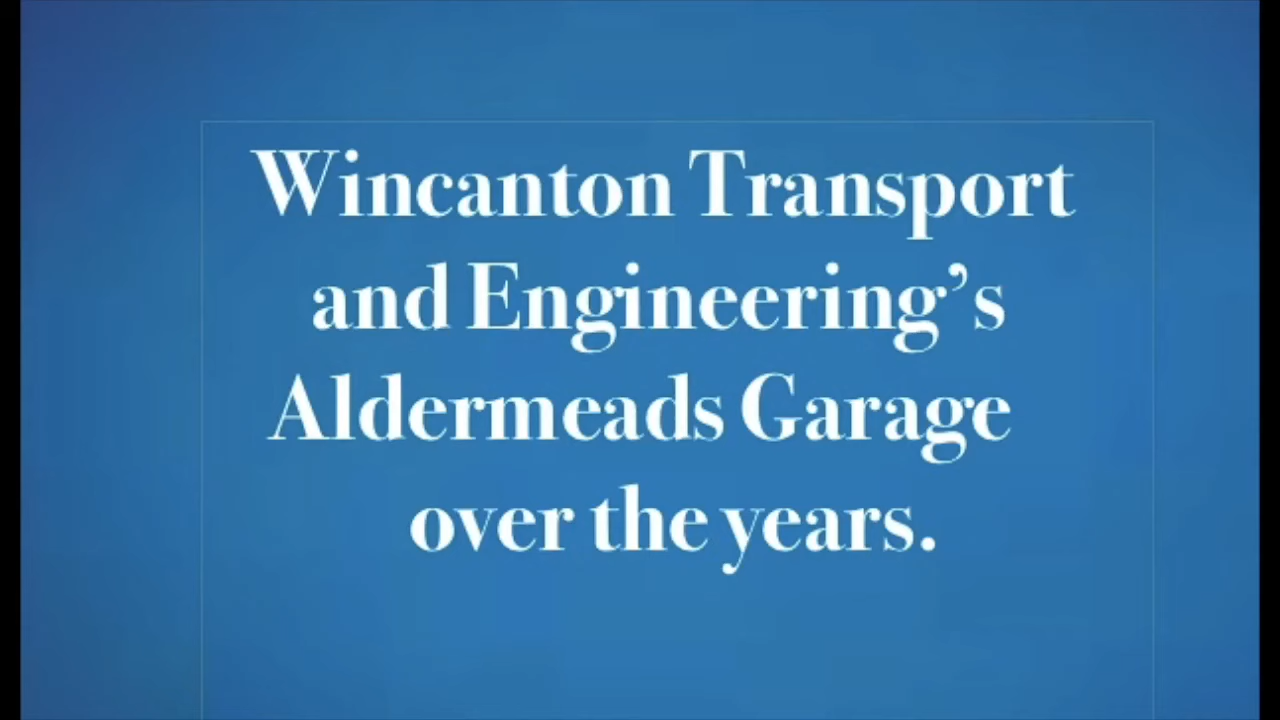 Wincanton Transport
and Engineering’s
Aldermeads Garage
over the years.